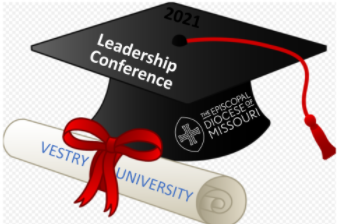 2021
Leadership
Conference
THE EPISCOPAL
DIOCESE OF
MISSOURI
VESTRY UNIVERSITY